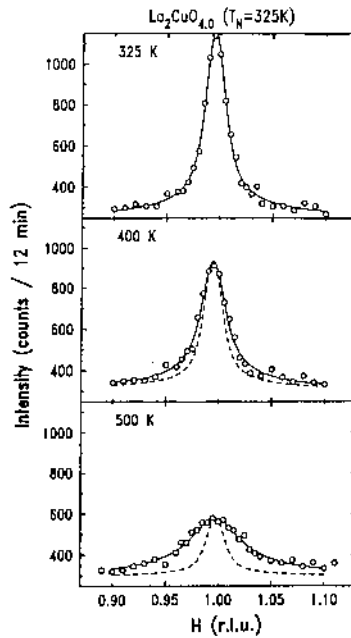 La₂CuO₄.₀ (T_N=325K)
325 K
1000
800
600
400
400 K
1000
800
600
400
500 K
1000
800
600
400
Intensity (counts / 12 min)
0.90 0.95 1.00 1.05 1.10
H (r.l.u.)